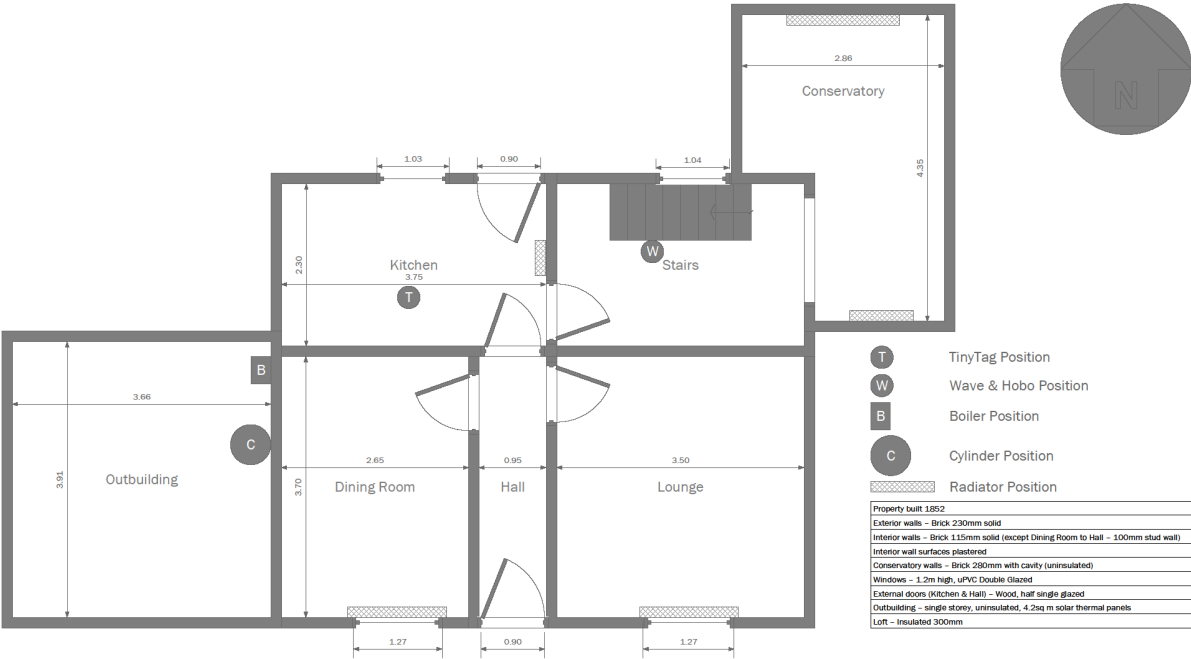 2.86
Conservatory
N
1.03
0.90
1.04
4.35
2.30
Kitchen
3.75
T
W
Stairs
B
3.66
C
3.91
Outbuilding
2.65
Dining Room
3.70
0.95
Hall
3.50
Lounge
1.27
0.90
1.27
T TinyTag Position
W Wave & Hobo Position
B Boiler Position
C Cylinder Position
Radiator Position
Property built 1852
Exterior walls – Brick 230mm solid
Interior walls – Brick 115mm solid (except Dining Room to Hall – 100mm stud wall)
Interior wall surfaces plastered
Conservatory walls – Brick 280mm with cavity (uninsulated)
Windows – 1.2m high, uPVC Double Glazed
External doors (Kitchen & Hall) – Wood, half single glazed
Outbuilding – single storey, uninsulated, 4.2sq m solar thermal panels
Loft – Insulated 300mm